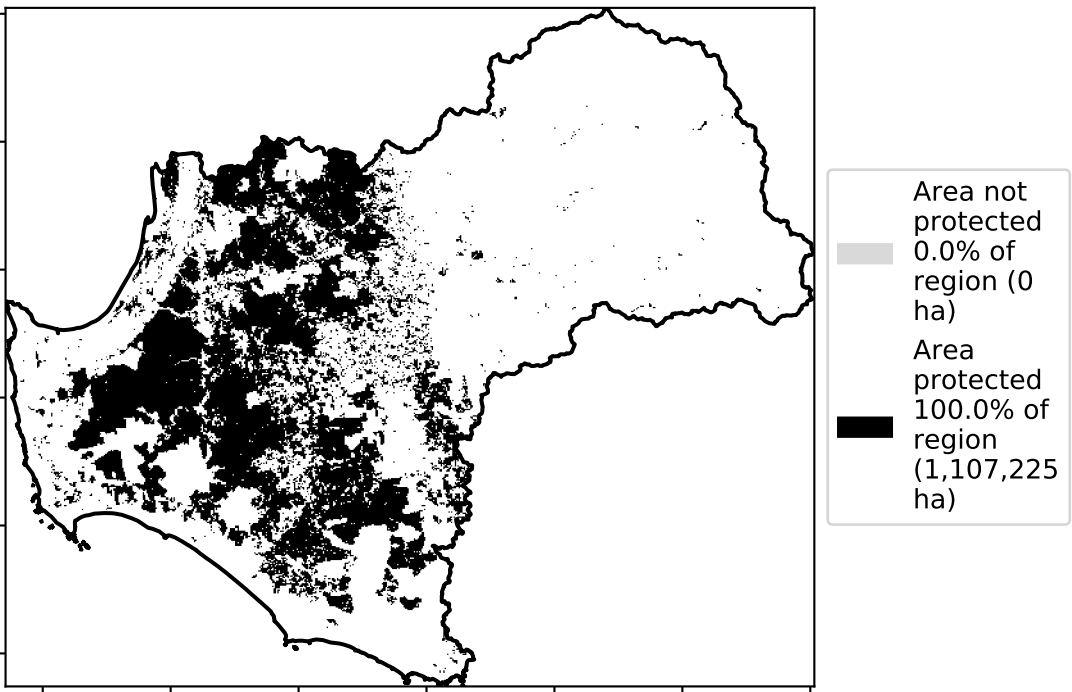 Area not
protected
0.0% of
region (0
ha)
Area
protected
100.0% of
region
(1,107,225
ha)